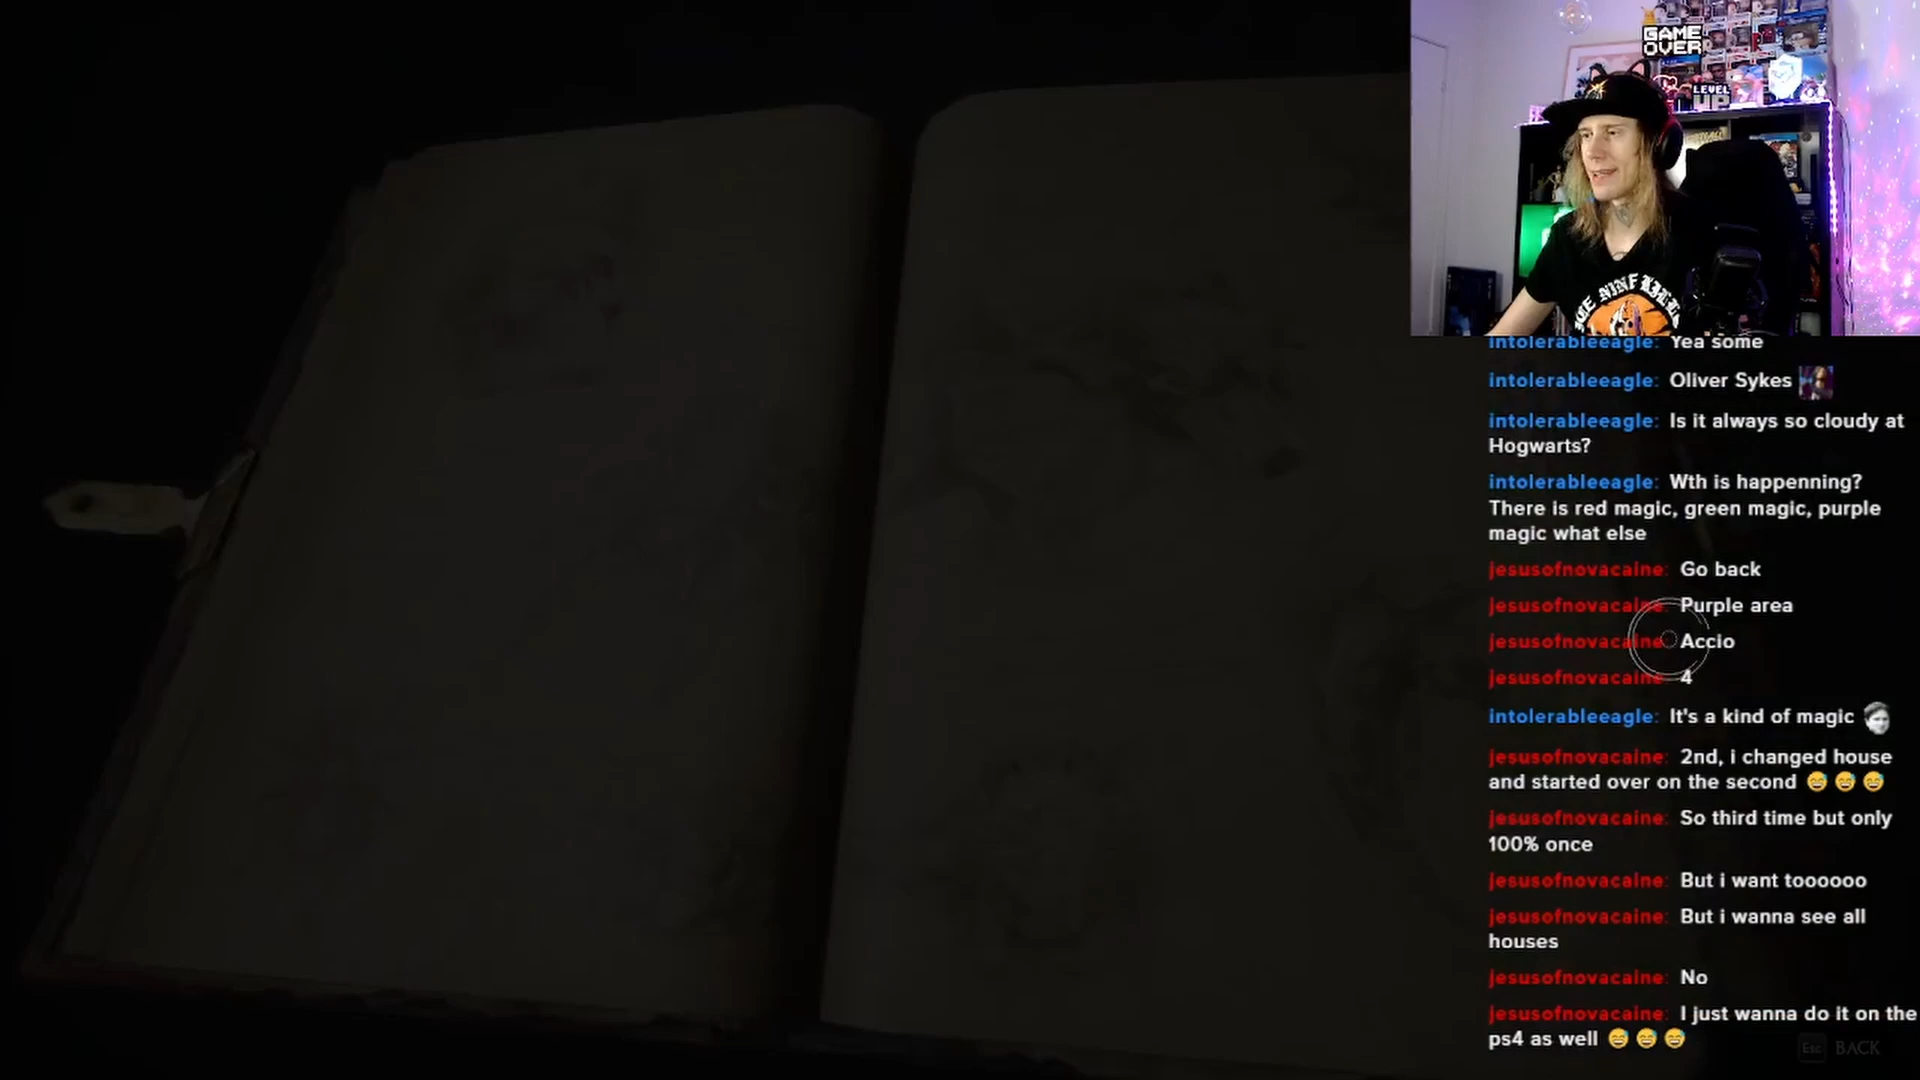 GAME
OVER
LEVEL
UP
intolerableeagle: Yea some
intolerableeagle: Oliver Sykes
intolerableeagle: Is it always so cloudy at
Hogwarts?
intolerableeagle: Wth is happenning?
There is red magic, green magic, purple
magic what else
jesusofnovacaine: Go back
jesusofnovacaine: Purple area
jesusofnovacaine: Accio
jesusofnovacaine: 4
intolerableeagle: It's a kind of magic
jesusofnovacaine: 2nd, i changed house
and started over on the second 😅 😅 😅
jesusofnovacaine: So third time but only
100% once
jesusofnovacaine: But i want toooooo
jesusofnovacaine: But i wanna see all
houses
jesusofnovacaine: No
jesusofnovacaine: I just wanna do it on the
ps4 as well 😅 😅 😅
Esc BACK